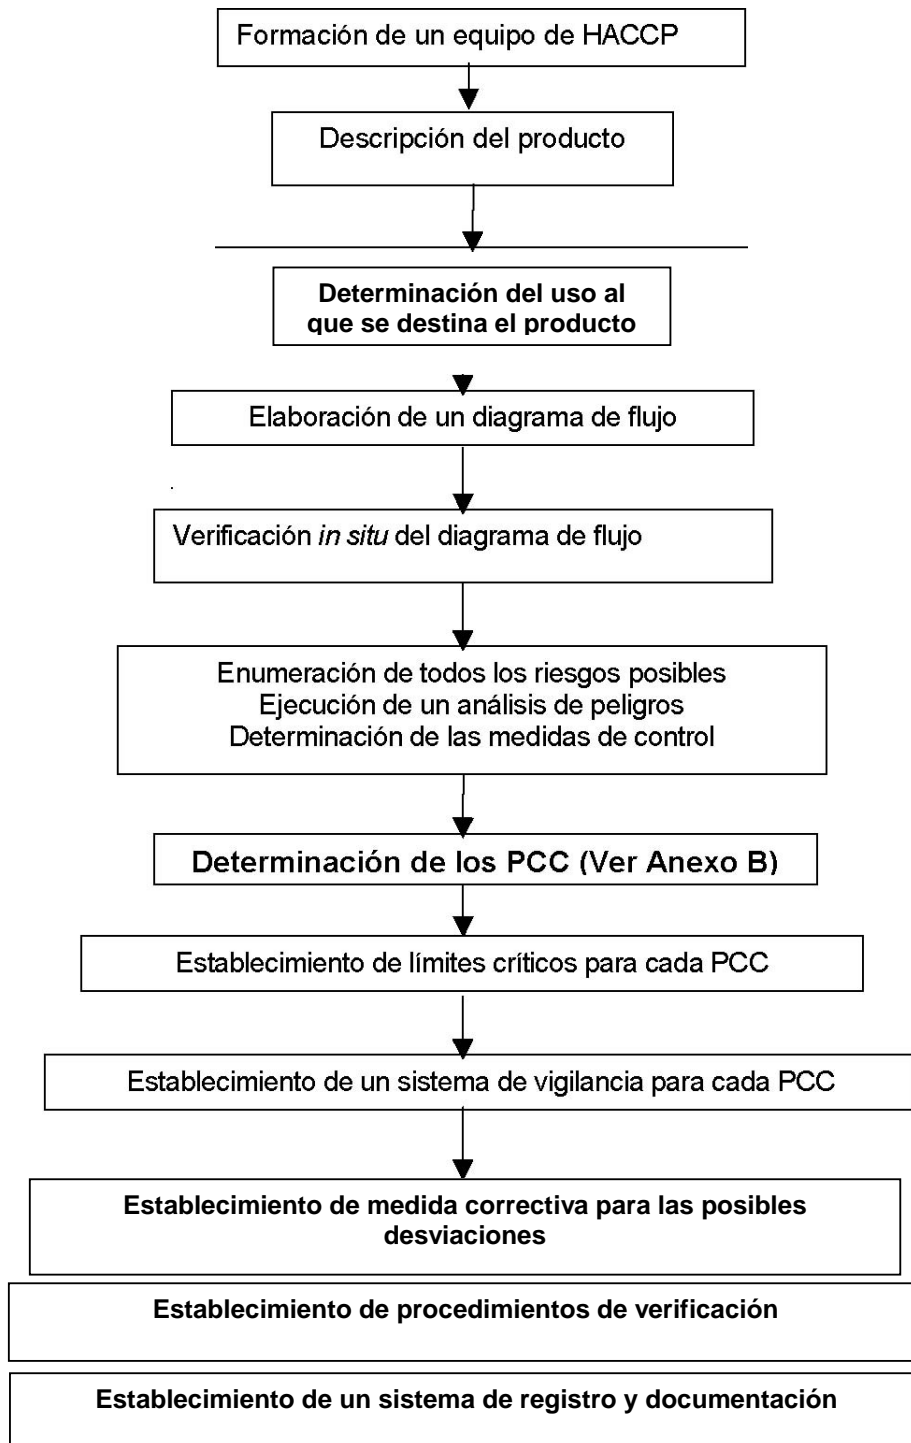 Formación de un equipo de HACCP
Descripción del producto
Determinación del uso al
que se destina el producto
Elaboración de un diagrama de flujo
Verificación in situ del diagrama de flujo
Enumeración de todos los riesgos posibles
Ejecución de un análisis de peligros
Determinación de las medidas de control
Determinación de los PCC (Ver Anexo B)
Establecimiento de límites críticos para cada PCC
Establecimiento de un sistema de vigilancia para cada PCC
Establecimiento de medida correctiva para las posibles
desviaciones
Establecimiento de procedimientos de verificación
Establecimiento de un sistema de registro y documentación